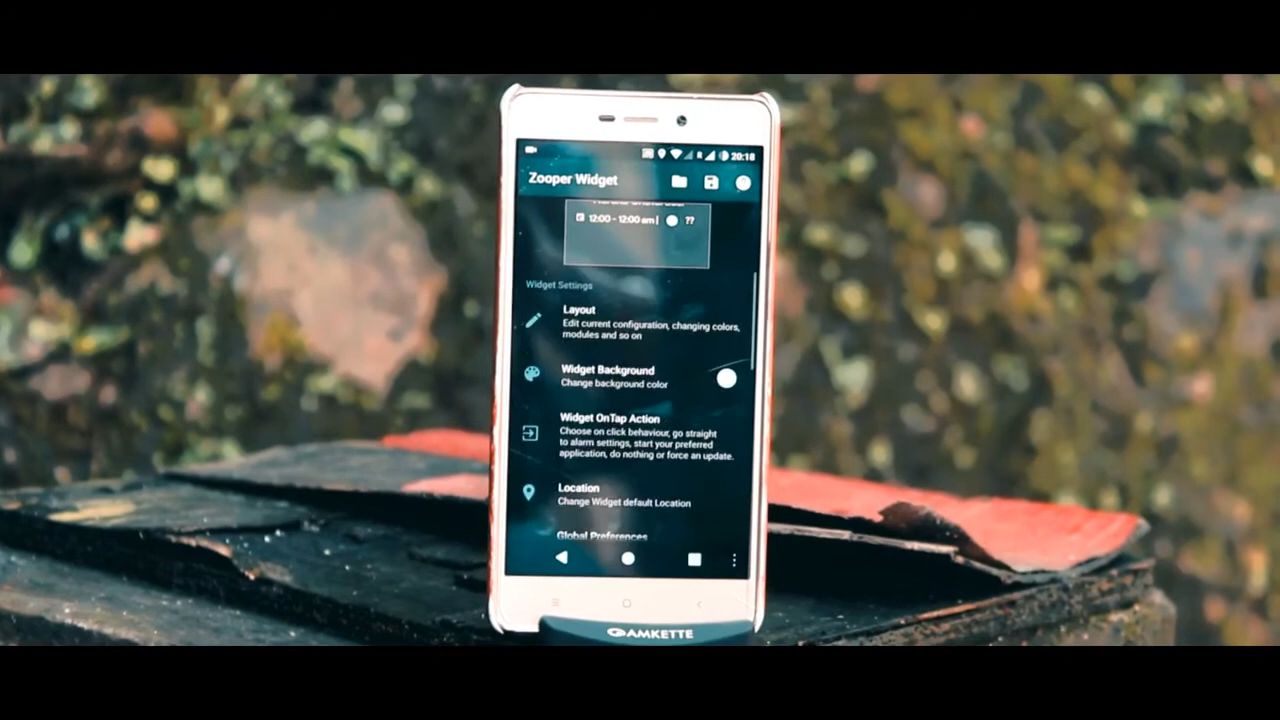 20:18
Zooper Widget
12:00 - 12:00 am | ??
Widget Settings
Layout
Edit current configuration, changing colors,
modules and so on
Widget Background
Change background color
Widget OnTap Action
Choose on click behaviour, go straight
to alarm settings, start your preferred
application, do nothing or force an update.
Location
Change Widget default Location
Global Preferences
AMKETTE